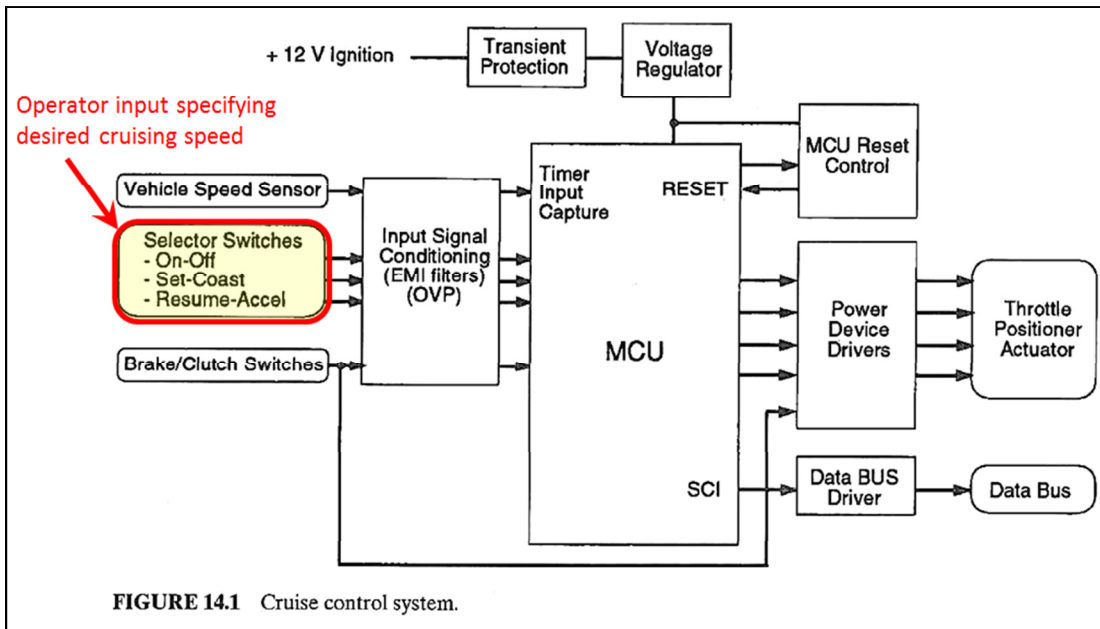 + 12 V Ignition
Transient
Protection
Voltage
Regulator
Operator input specifying
desired cruising speed
MCU Reset
Control
Timer
Input
Capture
RESET
Vehicle Speed Sensor
Selector Switches
- On-Off
- Set-Coast
- Resume-Accel
Input Signal
Conditioning
(EMI filters)
(OVP)
MCU
Power
Device
Drivers
Throttle
Positioner
Actuator
Brake/Clutch Switches
SCI
Data BUS
Driver
Data Bus
FIGURE 14.1 Cruise control system.